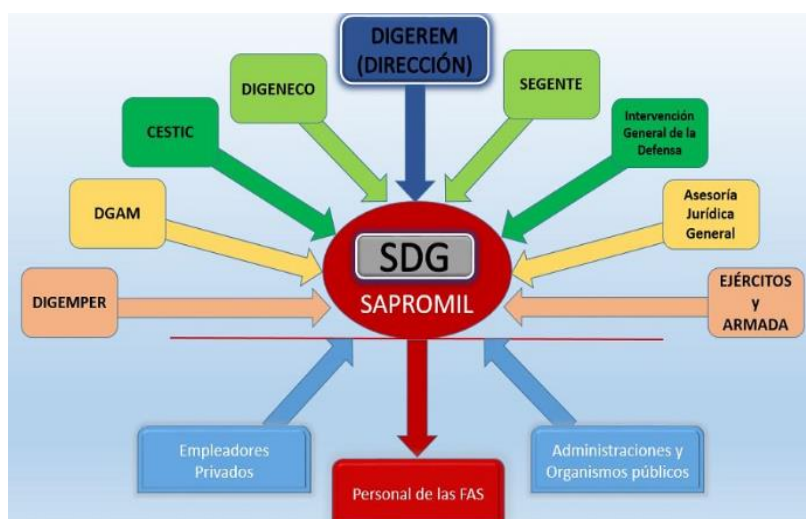 DIGEREM
(DIRECCIÓN)
DIGENECO
SEGENTE
CESTIC
Intervención
General de la
Defensa
DGAM
Asesoría
Jurídica
General
SDG
SAPROMIL
DIGEMPER
EJÉRCITOS
y
ARMADA
Empleadores
Privados
Administraciones y
Organismos públicos
Personal de las FAS